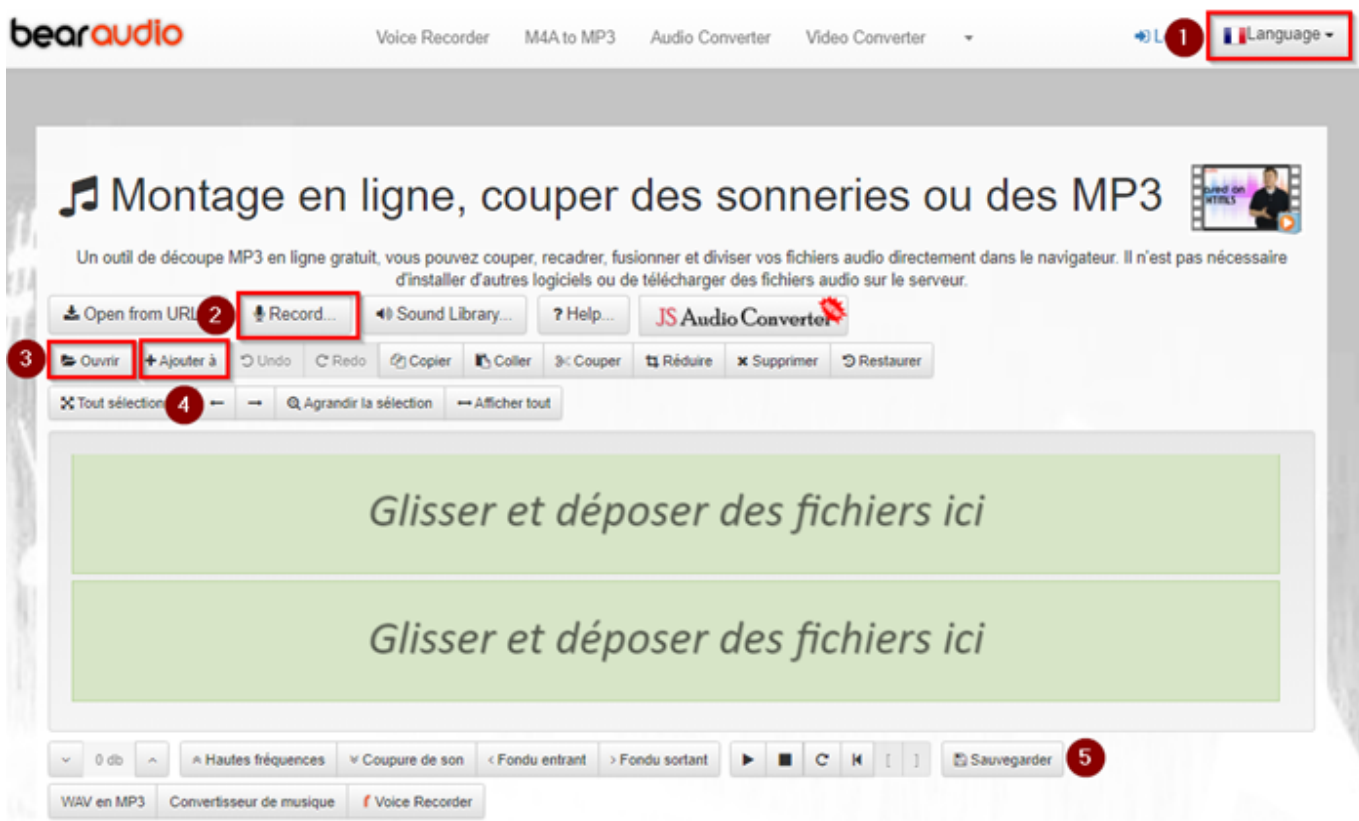 bearaudio
Voice Recorder M4A to MP3 Audio Converter Video Converter L 1 Language
Montage en ligne, couper des sonneries ou des MP3
Un outil de découpe MP3 en ligne gratuit, vous pouvez couper, recadrer, fusionner et diviser vos fichiers audio directement dans le navigateur. Il n'est pas nécessaire
d'installer d'autres logiciels ou de télécharger des fichiers audio sur le serveur.
Open from URL 2 Record... Sound Library... ? Help... JS Audio Converter
3 Ouvrir + Ajouter à Undo Redo Copier Coller Couper Réduire Supprimer Restaurer
Tout sélection 4 ← → Agrandir la sélection Afficher tout
Glisser et déposer des fichiers ici
Glisser et déposer des fichiers ici
0 db Hautes fréquences Coupure de son < Fondu entrant > Fondu sortant [ ] Sauvegarder 5
WAV en MP3 Convertisseur de musique Voice Recorder